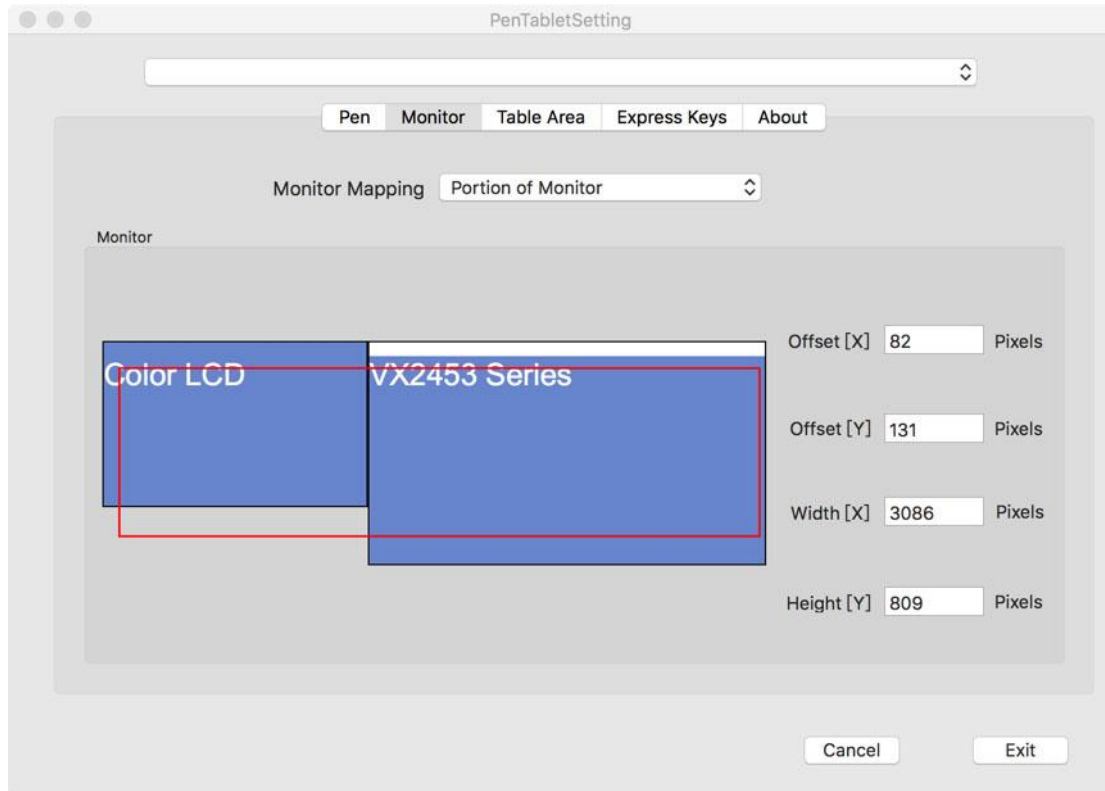 PenTabletSetting
Pen Monitor Table Area Express Keys About
Monitor Mapping Portion of Monitor
Monitor
Color LCD VX2453 Series
Offset [X] 82 Pixels
Offset [Y] 131 Pixels
Width [X] 3086 Pixels
Height [Y] 809 Pixels
Cancel Exit